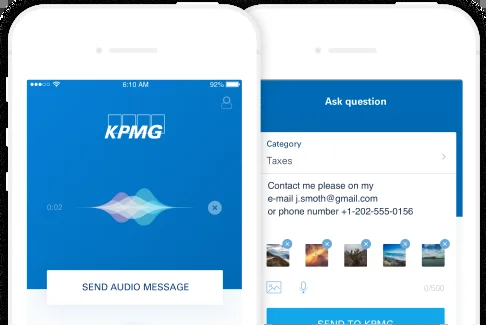 6:10 AM
92%
KPMG
0:02
SEND AUDIO MESSAGE
Ask question
Category
Taxes
Contact me please on my
e-mail j.smoth@gmail.com
or phone number +1-202-555-0156
0/500
SEND TO KPMG